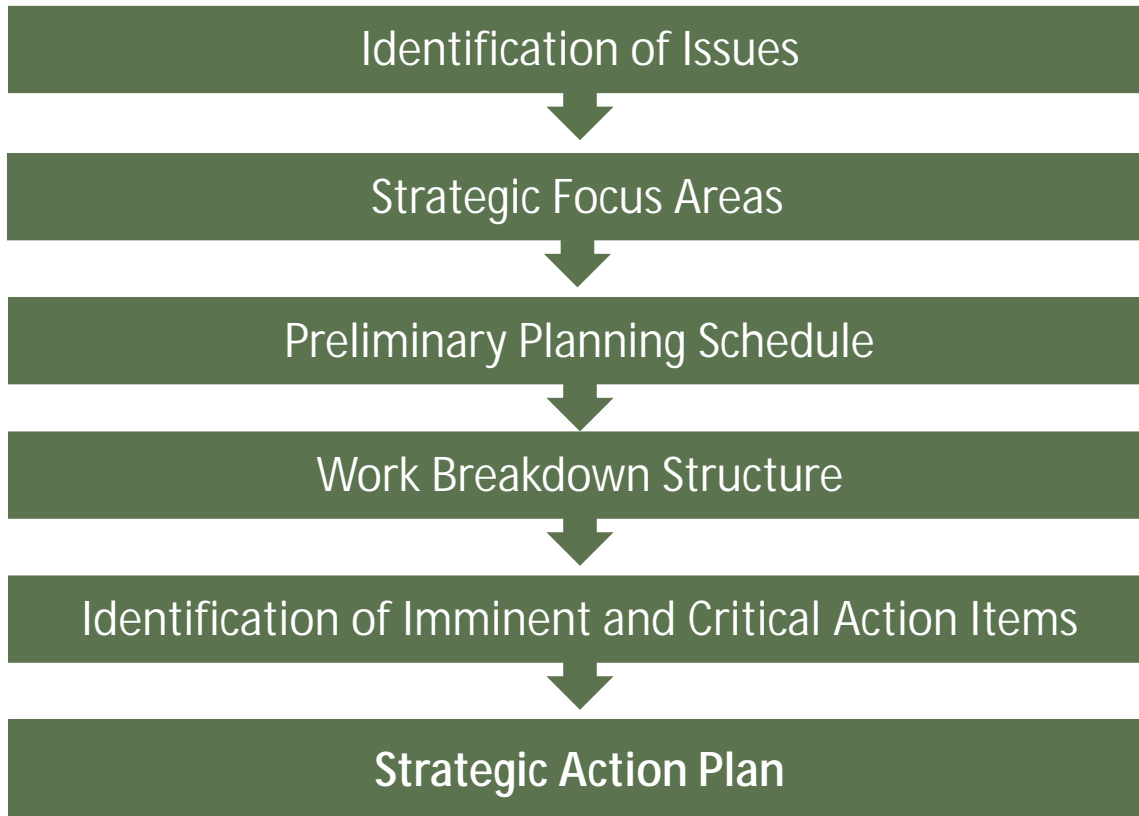 Identification of Issues
Strategic Focus Areas
Preliminary Planning Schedule
Work Breakdown Structure
Identification of Imminent and Critical Action Items
Strategic Action Plan